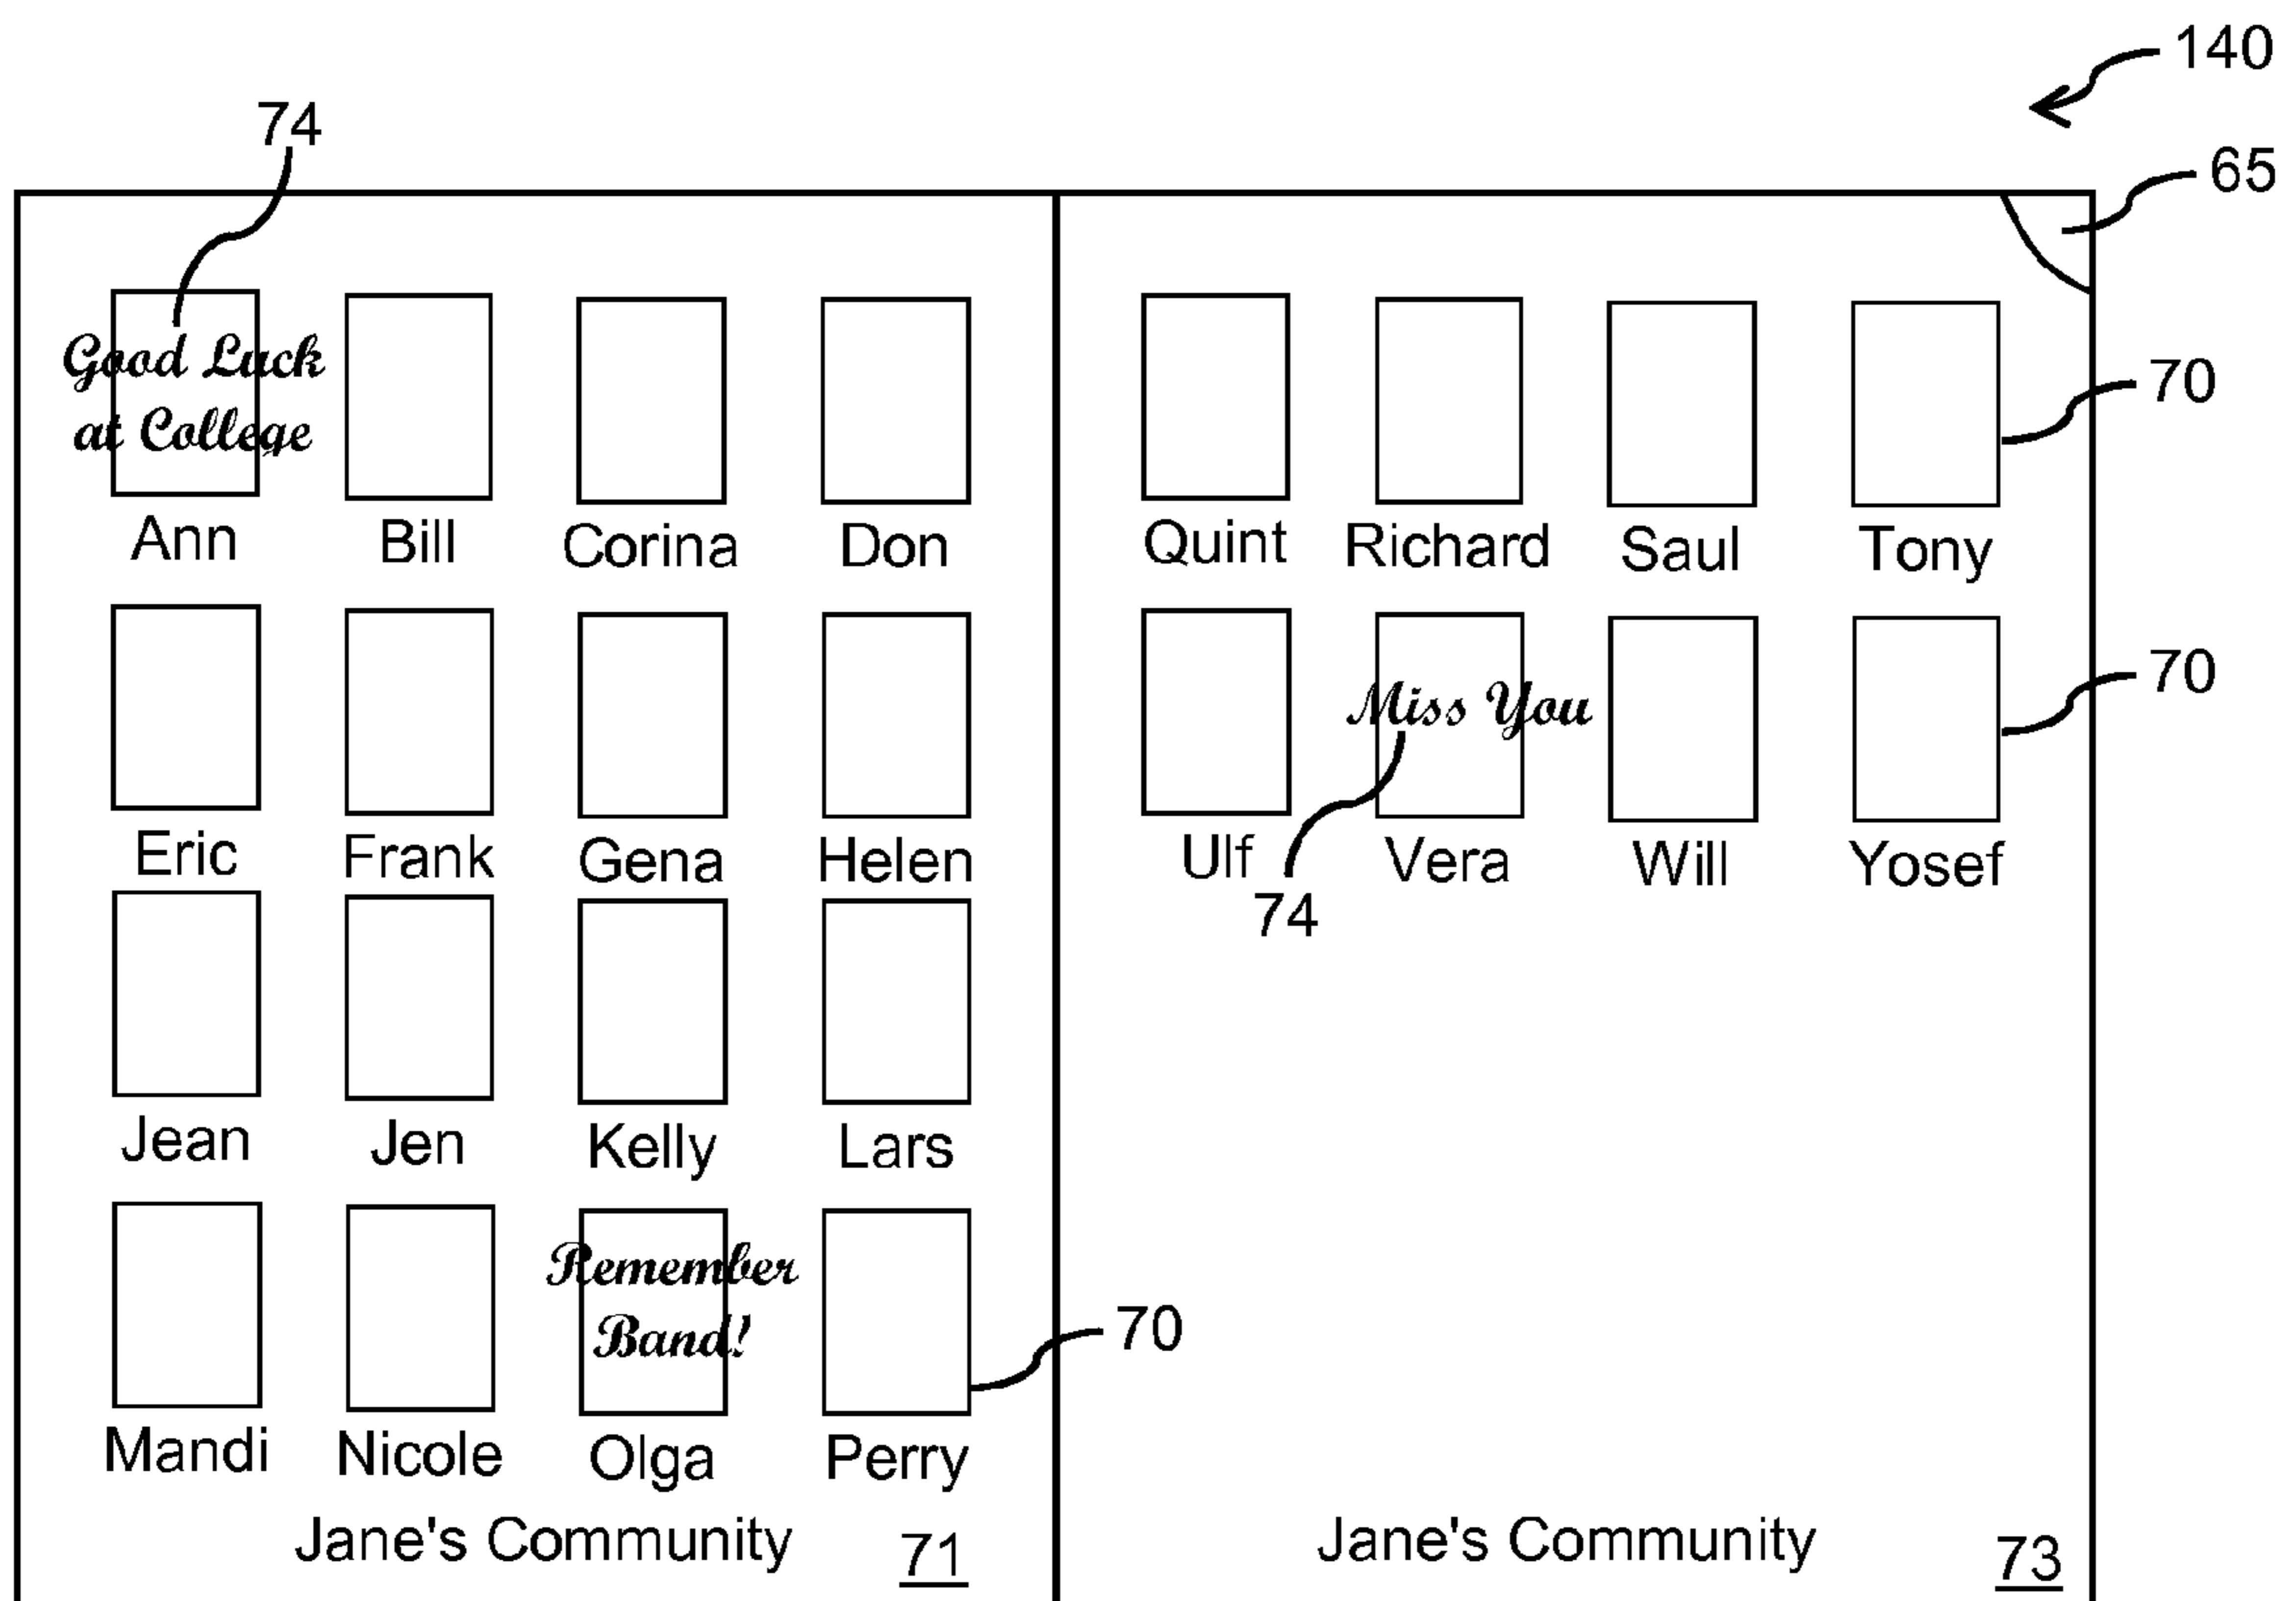 140
74
65
Good Luck
at College
70
Ann Bill Corina Don Quint Richard Saul Tony
Miss You
70
Eric Frank Gena Helen Ulf Vera Will Yosef
74
Jean Jen Kelly Lars
Remember
Band!
70
Mandi Nicole Olga Perry
Jane's Community 71 Jane's Community 73